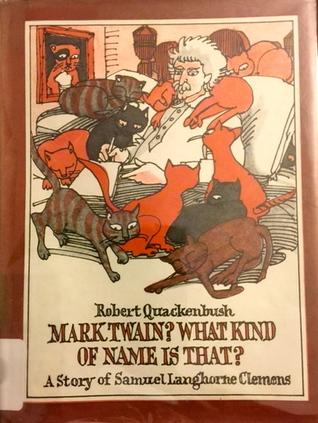 Robert Quackenbush
MARK TWAIN? WHAT KIND
OF NAME IS THAT?
A Story of Samuel Langhorne Clemens